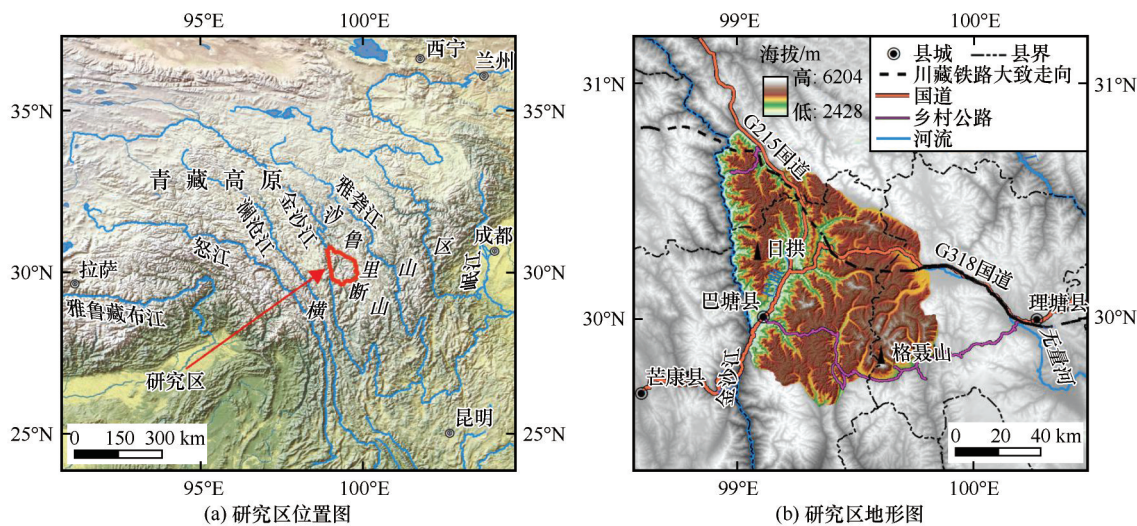 95°E
100°E
西宁
兰州
35°N
青藏高原
雅砻江
金沙江
沙鲁里山
澜沧江
怒江
横断山区
岷江
成都
30°N
拉萨
雅鲁藏布江
研究区
昆明
25°N
0 150 300 km
95°E
100°E
(a) 研究区位置图
99°E
100°E
海拔/m
高: 6204
低: 2428
县城
县界
川藏铁路大致走向
国道
乡村公路
河流
31°N
31°N
G215国道
日拱
G318国道
巴塘县
理塘县
30°N
30°N
格聂山
无量河
芒康县
金沙江
0 20 40 km
99°E
100°E
(b) 研究区地形图